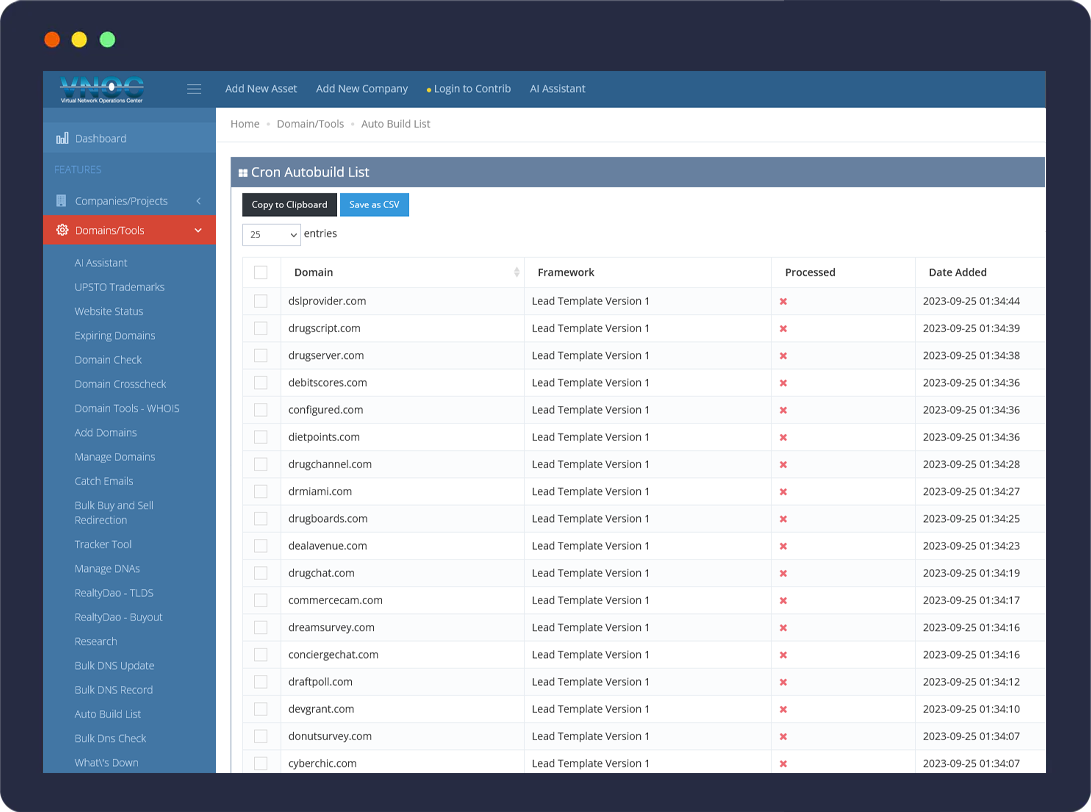 VNOC
Virtual Network Operations Center
Add New Asset
Add New Company
Login to Contrib
AI Assistant
Home
Domain/Tools
Auto Build List
Dashboard
FEATURES
Companies/Projects
Domains/Tools
AI Assistant
UPSTO Trademarks
Website Status
Expiring Domains
Domain Check
Domain Crosscheck
Domain Tools - WHOIS
Add Domains
Manage Domains
Catch Emails
Bulk Buy and Sell
Redirection
Tracker Tool
Manage DNAs
RealtyDao - TLDS
RealtyDao - Buyout
Research
Bulk DNS Update
Bulk DNS Record
Auto Build List
Bulk Dns Check
What\'s Down
Cron Autobuild List
Copy to Clipboard
Save as CSV
25 entries
Domain Framework Processed Date Added
dslprovider.com Lead Template Version 1 2023-09-25 01:34:44
drugscript.com Lead Template Version 1 2023-09-25 01:34:39
drugserver.com Lead Template Version 1 2023-09-25 01:34:38
debitscores.com Lead Template Version 1 2023-09-25 01:34:36
configured.com Lead Template Version 1 2023-09-25 01:34:36
dietpoints.com Lead Template Version 1 2023-09-25 01:34:36
drugchannel.com Lead Template Version 1 2023-09-25 01:34:28
drmiami.com Lead Template Version 1 2023-09-25 01:34:27
drugboards.com Lead Template Version 1 2023-09-25 01:34:25
dealavenue.com Lead Template Version 1 2023-09-25 01:34:23
drugchat.com Lead Template Version 1 2023-09-25 01:34:19
commercecam.com Lead Template Version 1 2023-09-25 01:34:17
dreamsurvey.com Lead Template Version 1 2023-09-25 01:34:16
conciergechat.com Lead Template Version 1 2023-09-25 01:34:16
draftpoll.com Lead Template Version 1 2023-09-25 01:34:12
devgrant.com Lead Template Version 1 2023-09-25 01:34:10
donutsurvey.com Lead Template Version 1 2023-09-25 01:34:07
cyberchic.com Lead Template Version 1 2023-09-25 01:34:07